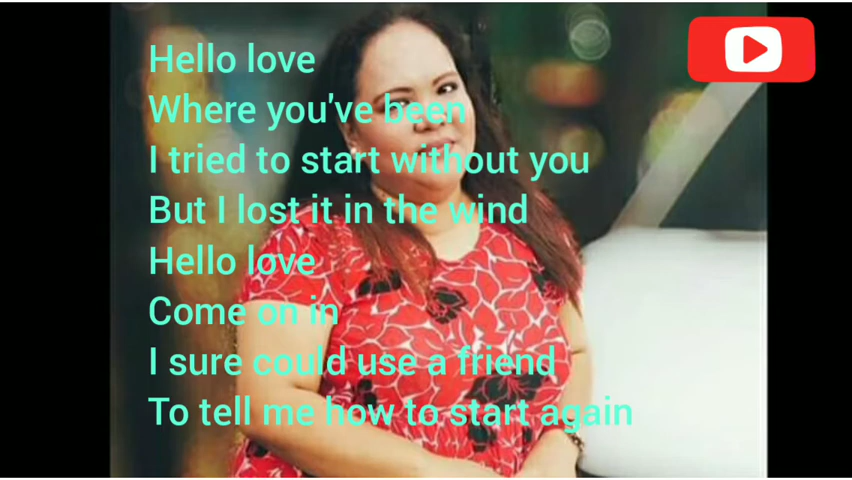 Hello love
Where you've been
I tried to start without you
But I lost it in the wind
Hello love
Come on in
I sure could use a friend
To tell me how to start again